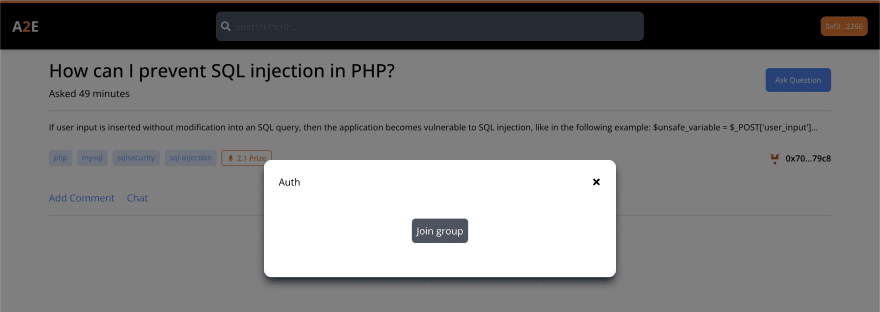 A2E
Search here...
0xf3...2266
How can I prevent SQL injection in PHP?
Ask Question
Asked 49 minutes
If user input is inserted without modification into an SQL query, then the application becomes vulnerable to SQL injection, like in the following example: $unsafe_variable = $_POST['user_input']...
php mysql sqlsecurity sql-injection 2.1 Prize
0x70...79c8
Auth
Add Comment Chat
Join group